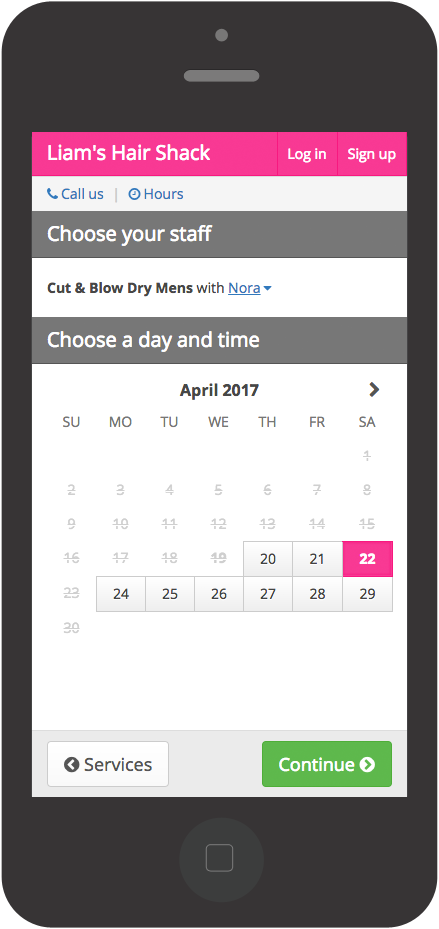 Liam's Hair Shack Log in Sign up
Call us | Hours
Choose your staff
Cut & Blow Dry Mens with Nora
Choose a day and time
April 2017
SU MO TU WE TH FR SA
1
2 3 4 5 6 7 8
9 10 11 12 13 14 15
16 17 18 19 20 21 22
23 24 25 26 27 28 29
30
Services Continue